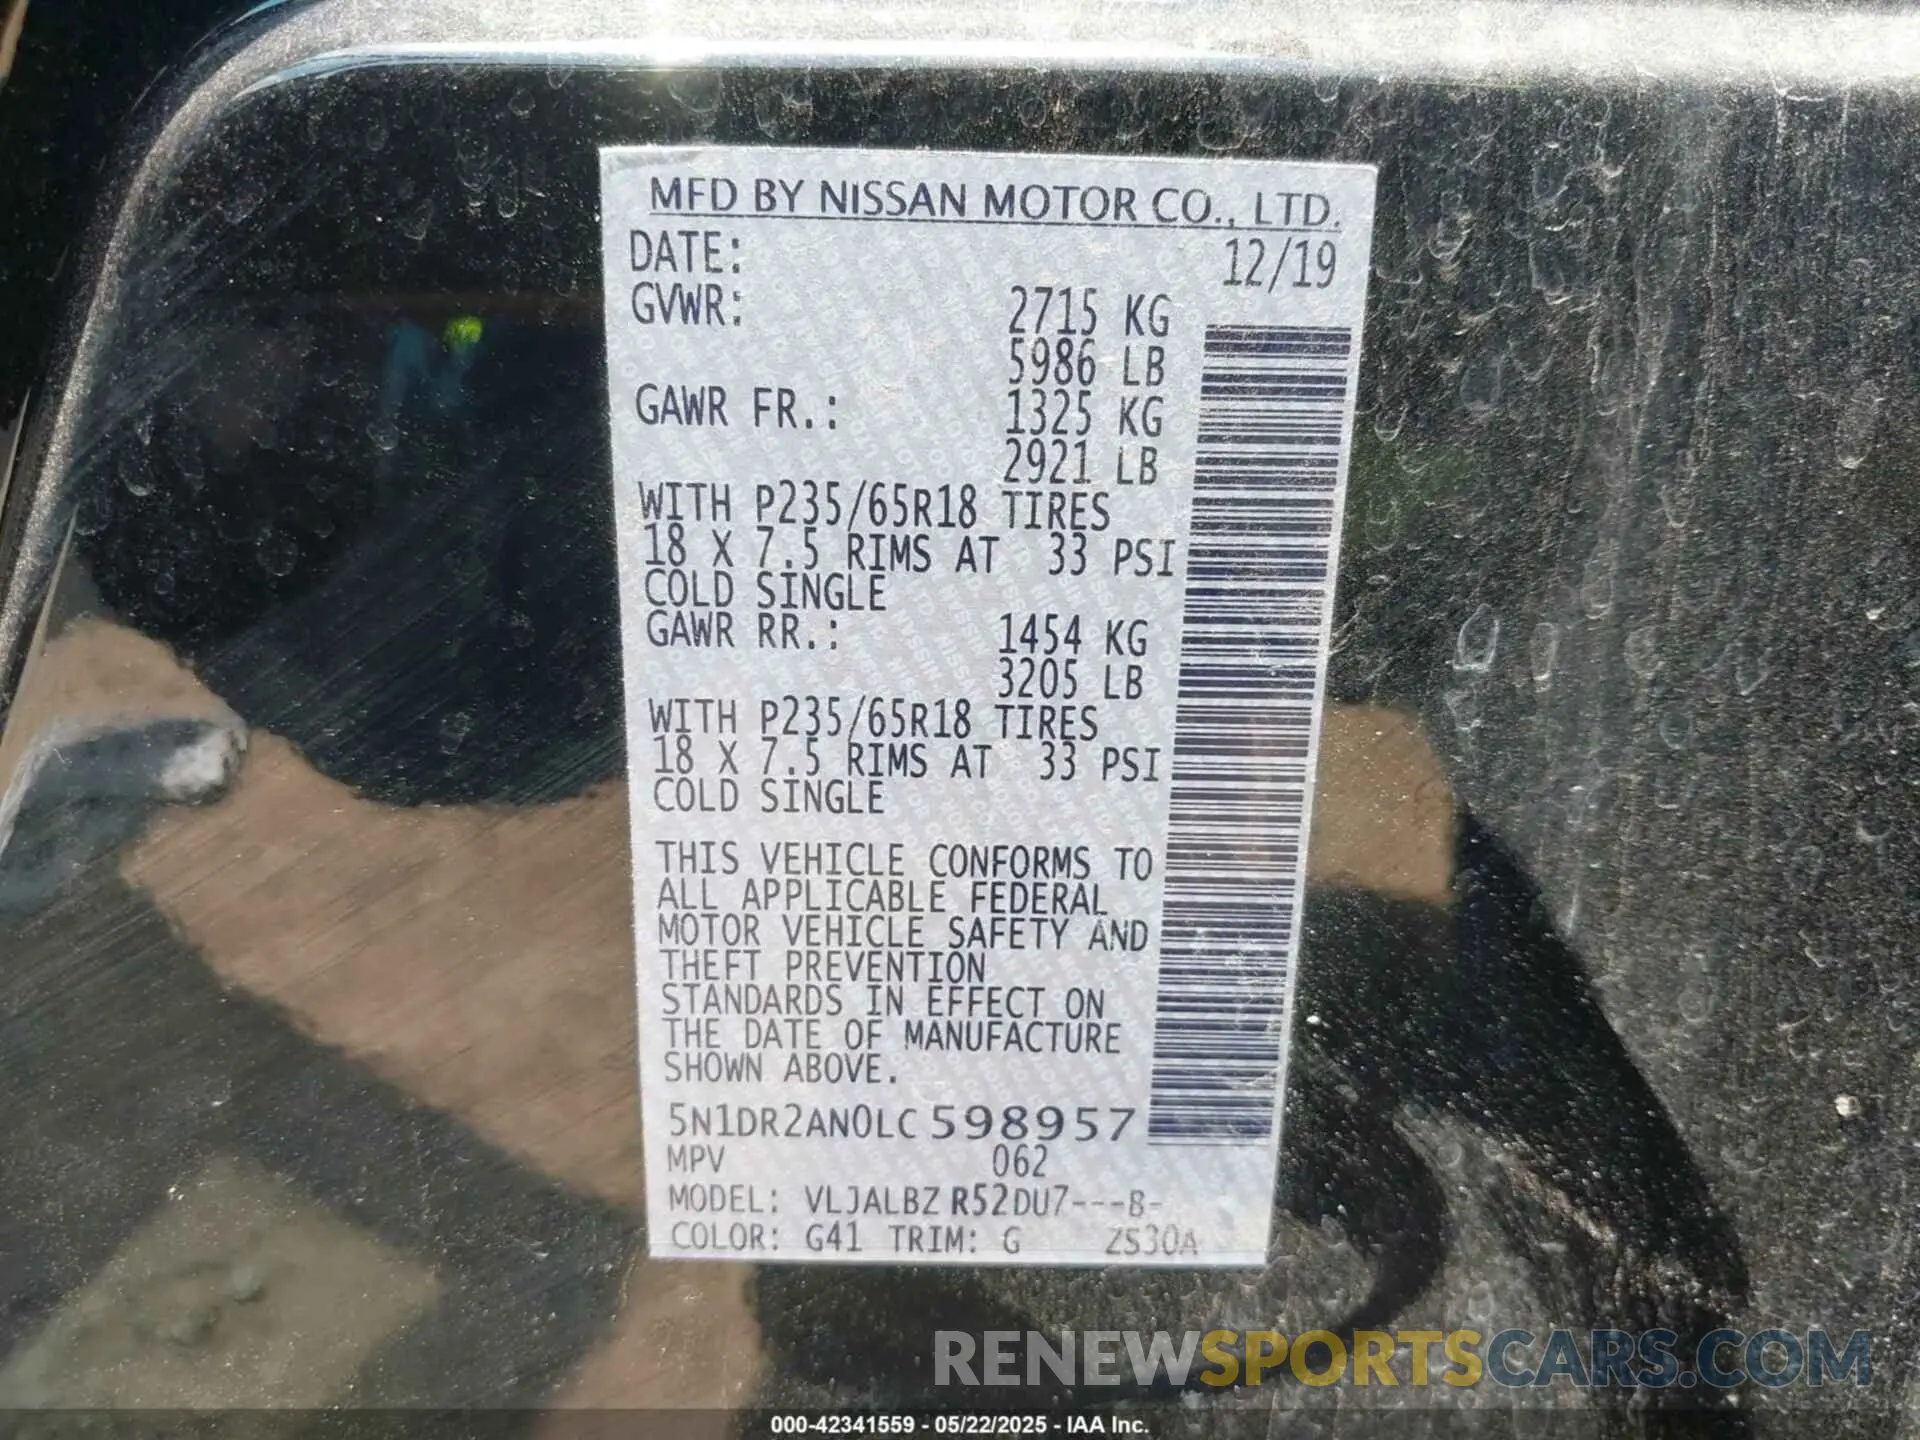 MFD BY NISSAN MOTOR CO., LTD.
DATE: 12/19
GVWR: 2715 KG
5986 LB
GAWR FR.: 1325 KG
2921 LB
WITH P235/65R18 TIRES
18 X 7.5 RIMS AT 33 PSI
COLD SINGLE
GAWR RR.: 1454 KG
3205 LB
WITH P235/65R18 TIRES
18 X 7.5 RIMS AT 33 PSI
COLD SINGLE
THIS VEHICLE CONFORMS TO
ALL APPLICABLE FEDERAL
MOTOR VEHICLE SAFETY AND
THEFT PREVENTION
STANDARDS IN EFFECT ON
THE DATE OF MANUFACTURE
SHOWN ABOVE.
5N1DR2AN0LC598957
MPV 062
MODEL: VLJALBZ R52DU7---B-
COLOR: G41 TRIM: G ZS30A
RENEWSPORTSCARS.COM
000-42341559 - 05/22/2025 - IAA Inc.